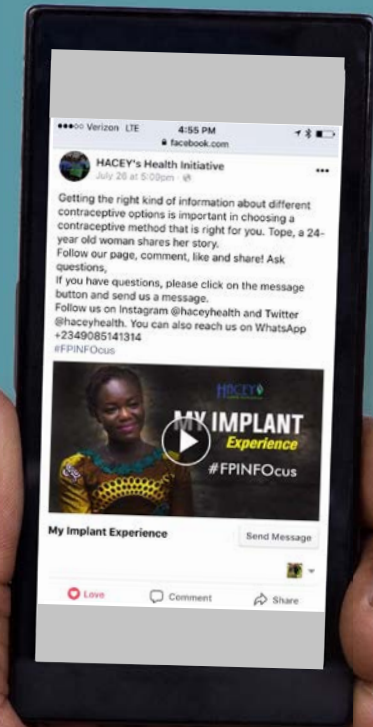 Verizon LTE 4:55 PM
facebook.com
HACEY's Health Initiative
July 26 at 5:00pm
Getting the right kind of information about different
contraceptive options is important in choosing a
contraceptive method that is right for you. Tope, a 24-
year old woman shares her story.
Follow our page, comment, like and share! Ask
questions,
If you have questions, please click on the message
button and send us a message.
Follow us on Instagram @haceyhealth and Twitter
@haceyhealth. You can also reach us on WhatsApp
+2349085141314
#FPINFOcus
HACEY
MY IMPLANT
Experience
#FPINFOcus
My Implant Experience
Send Message
Love Comment Share